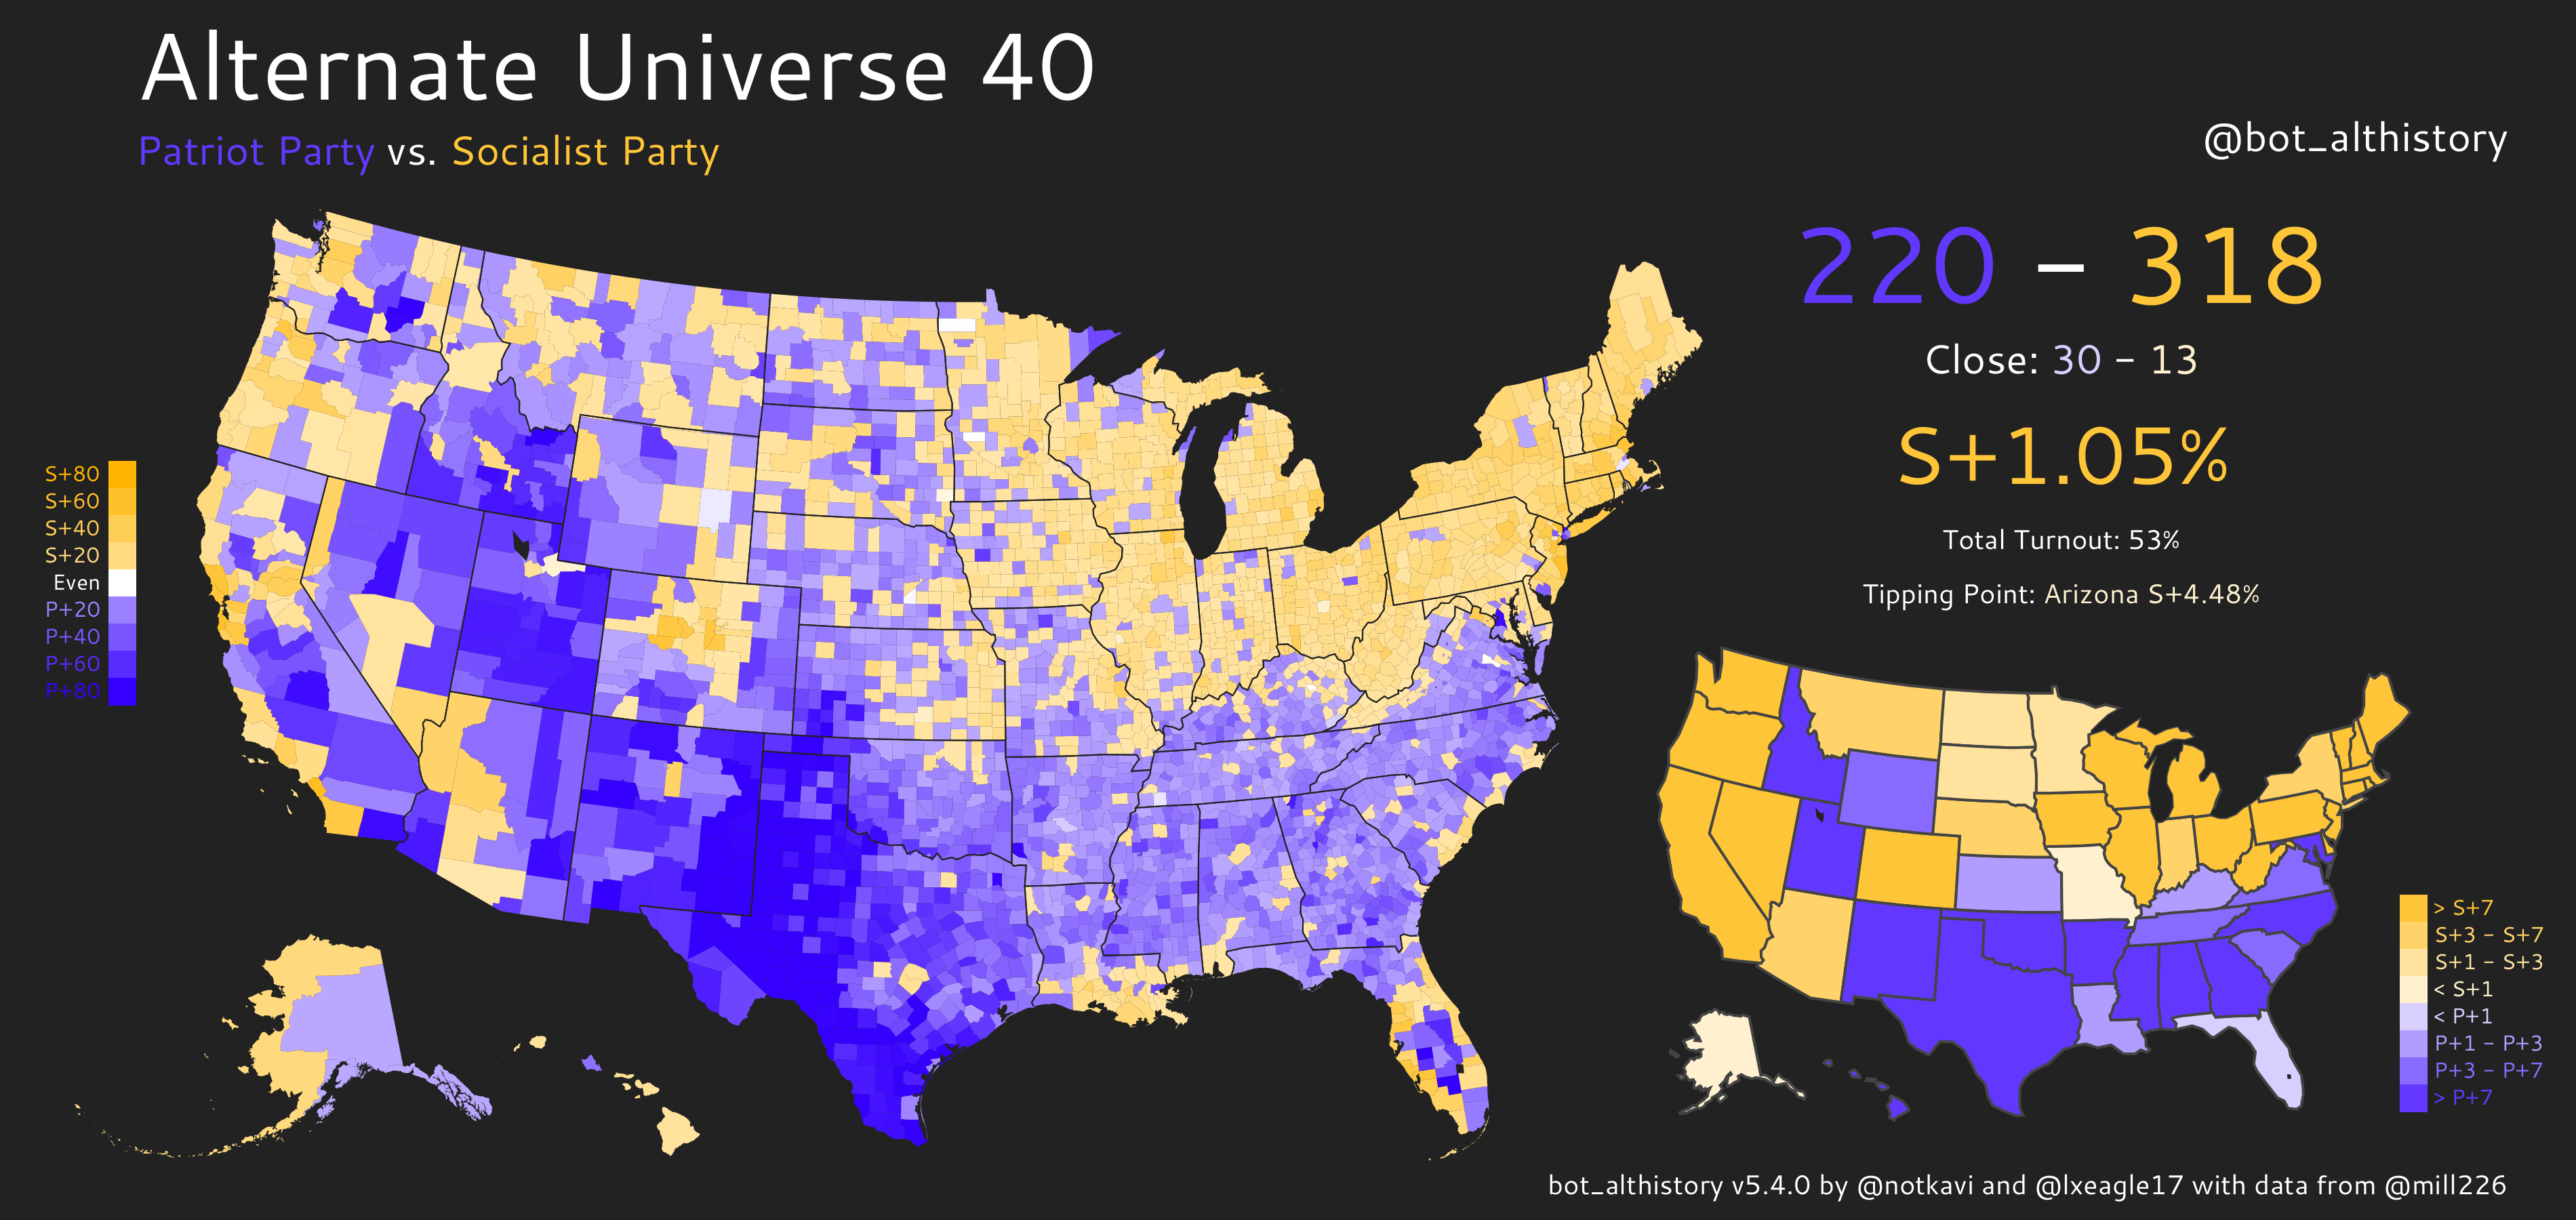 Alternate Universe 40
Patriot Party vs. Socialist Party
@bot_althistory
220 – 318
Close: 30 – 13
S+1.05%
Total Turnout: 53%
Tipping Point: Arizona S+4.48%
S+80
S+60
S+40
S+20
Even
P+20
P+40
P+60
P+80
> S+7
S+3 – S+7
S+1 – S+3
< S+1
< P+1
P+1 – P+3
P+3 – P+7
> P+7
bot_althistory v5.4.0 by @notkavi and @lxeagle17 with data from @mill226